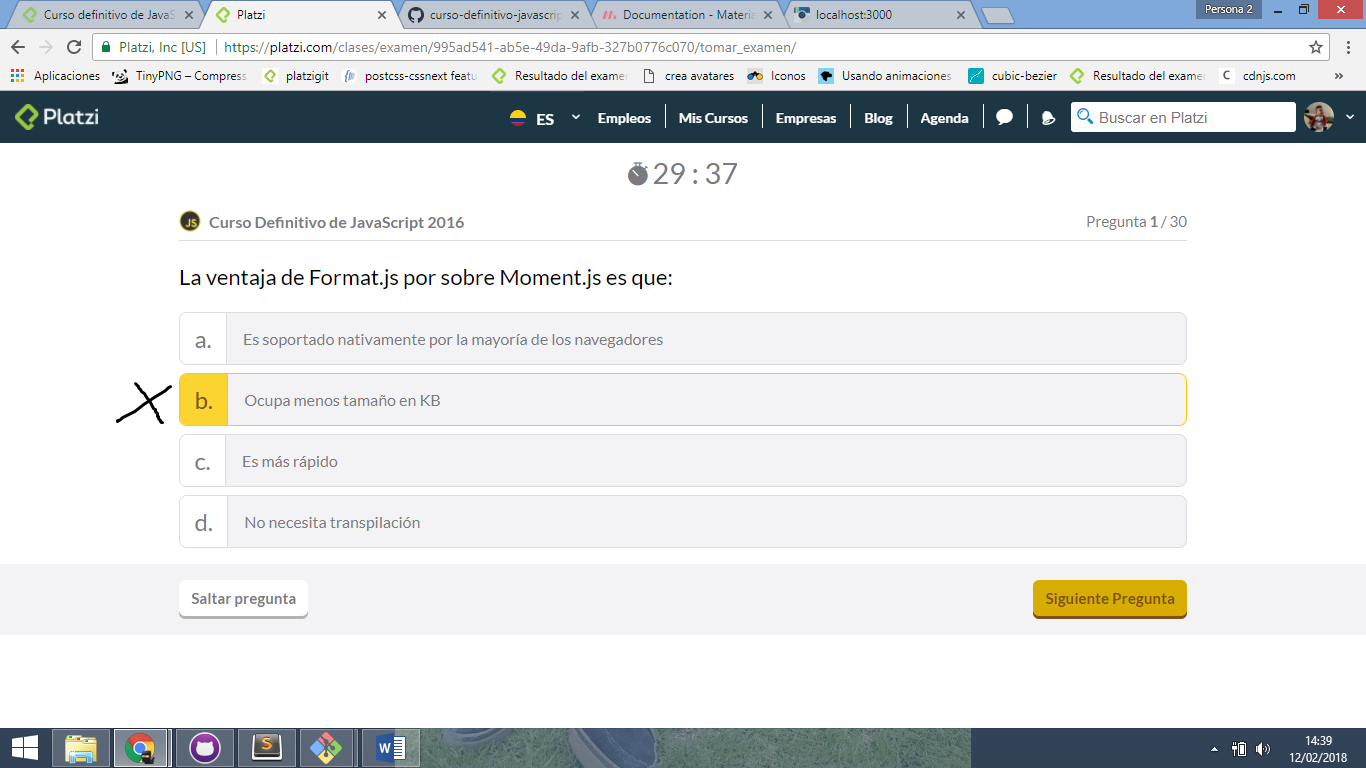 Persona 2
Curso definitivo de JavaS
Platzi
curso-definitivo-javascrip
Documentation - Materia
localhost:3000
Platzi, Inc [US] https://platzi.com/clases/examen/995ad541-ab5e-49da-9afb-327b0776c070/tomar_examen/
Aplicaciones TinyPNG – Compress platzigit postcss-cssnext featu Resultado del exame crea avatares Iconos Usando animaciones cubic-bezier Resultado del exame C cdnjs.com »
Platzi ES Empleos Mis Cursos Empresas Blog Agenda Buscar en Platzi
29 : 37
JS Curso Definitivo de JavaScript 2016 Pregunta 1 / 30
La ventaja de Format.js por sobre Moment.js es que:
a. Es soportado nativamente por la mayoría de los navegadores
b. Ocupa menos tamaño en KB
c. Es más rápido
d. No necesita transpilación
Saltar pregunta Siguiente Pregunta
14:39
12/02/2018